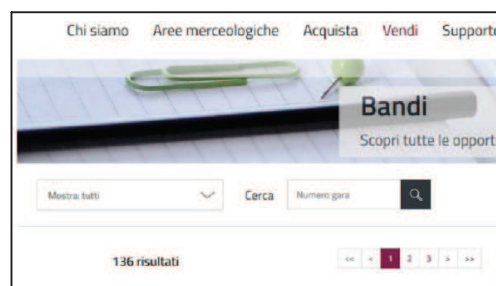 Chi siamo Aree merceologiche Acquista Vendi Supporto
Bandi
Scopri tutte le opport
Mostra: tutti Cerca Numero gara
136 risultati << < 1 2 3 > >>